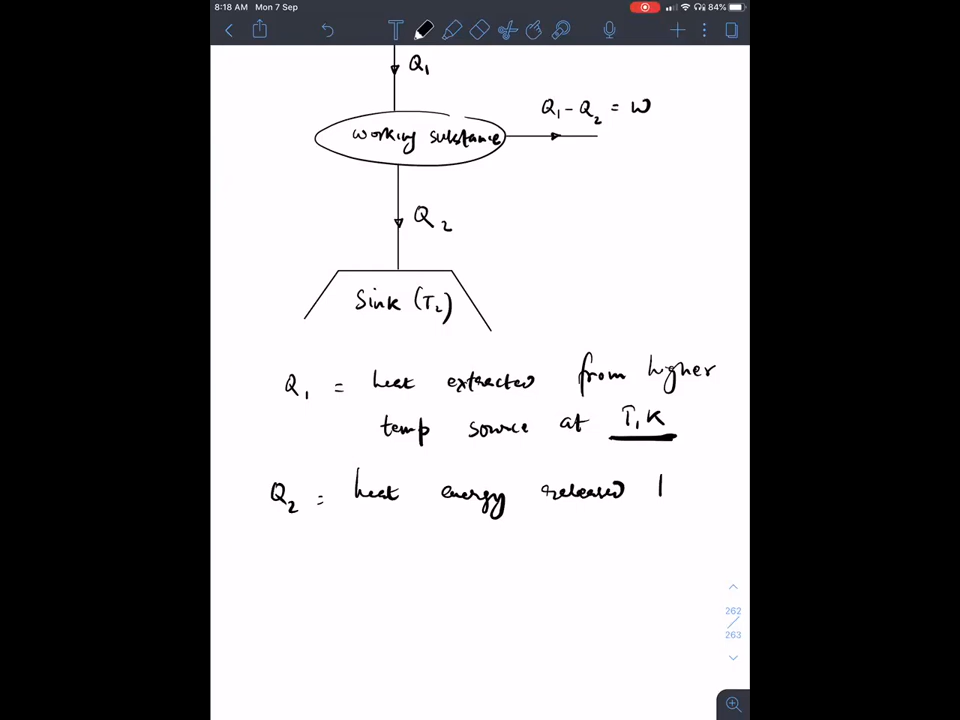 8:18 AM Mon 7 Sep
84%
T
Q₁
Q₁ - Q₂ = W
working substance
Q₂
Sink (T₂)
Q₁ = heat extracted from higher
temp source at T₁K
Q₂ = heat energy released
262
263